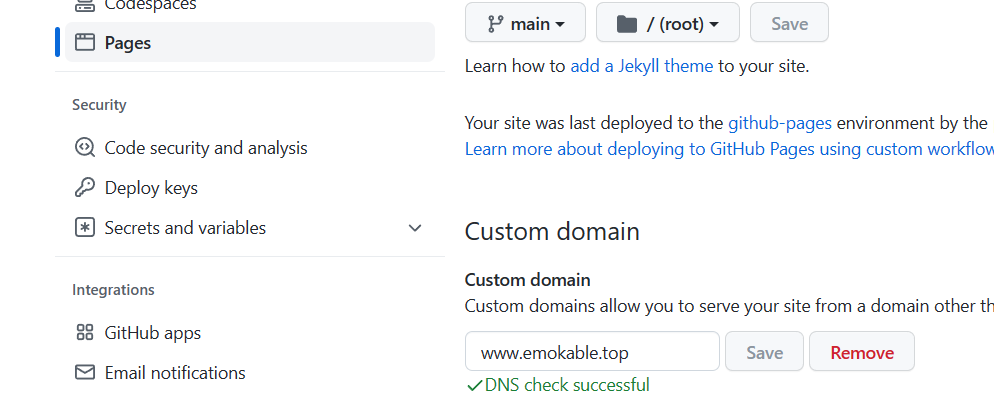 Codespaces
Pages
Security
Code security and analysis
Deploy keys
Secrets and variables
Integrations
GitHub apps
Email notifications
main
/ (root)
Save
Learn how to add a Jekyll theme to your site.
Your site was last deployed to the github-pages environment by the
Learn more about deploying to GitHub Pages using custom workflow
Custom domain
Custom domain
Custom domains allow you to serve your site from a domain other th
www.emokable.top
Save
Remove
DNS check successful